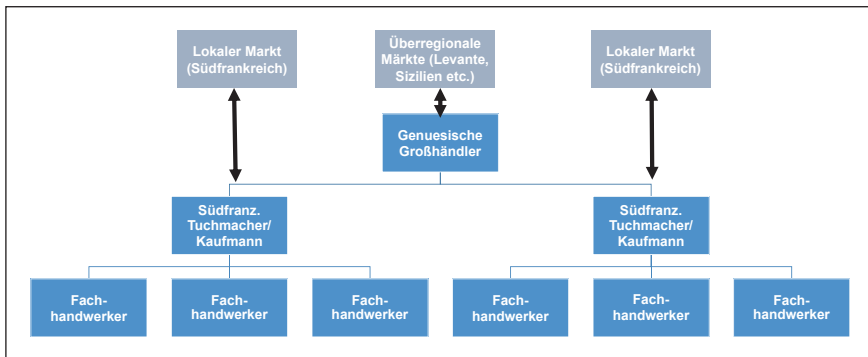 Lokaler Markt
(Südfrankreich)
Überregionale
Märkte (Levante,
Sizilien etc.)
Lokaler Markt
(Südfrankreich)
Genuesische
Großhändler
Südfranz.
Tuchmacher/
Kaufmann
Südfranz.
Tuchmacher/
Kaufmann
Fach-
handwerker
Fach-
handwerker
Fach-
handwerker
Fach-
handwerker
Fach-
handwerker
Fach-
handwerker